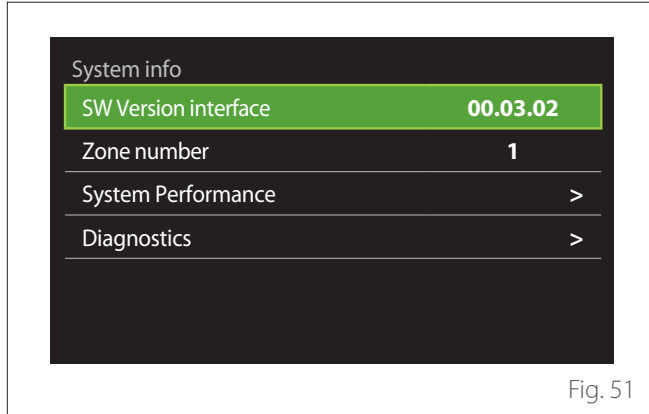 System info
SW Version interface 00.03.02
Zone number 1
System Performance >
Diagnostics >
Fig. 51